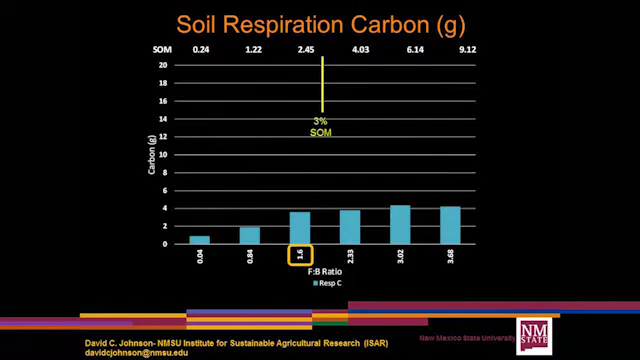 Soil Respiration Carbon (g)
SOM 0.24 1.22 2.45 4.03 6.14 9.12
20
18
16
14
12
10
8
6
4
2
0
Carbon (g)
3%
SOM
0.04 0.84 1.6 2.33 3.02 3.68
F:B Ratio
Resp C
New Mexico State University
NM
STATE
David C. Johnson- NMSU Institute for Sustainable Agricultural Research (ISAR)
davidcjohnson@nmsu.edu